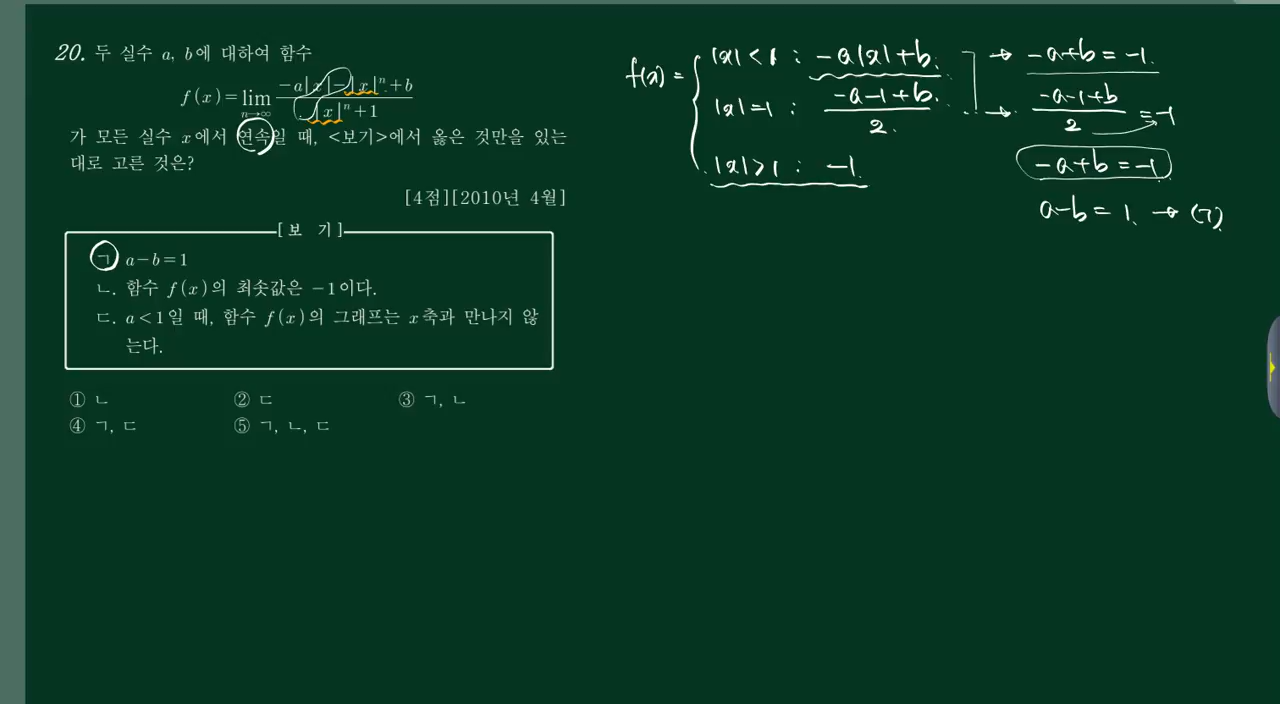 20. 두 실수 a, b에 대하여 함수
f(x)=lim n→∞ (-a|x|-|x|ⁿ+b)/(|x|ⁿ+1)
가 모든 실수 x에서 연속일 때, <보기>에서 옳은 것만을 있는
대로 고른 것은?
[4점][2010년 4월]
[보 기]
ㄱ. a-b=1
ㄴ. 함수 f(x)의 최솟값은 -1이다.
ㄷ. a<1일 때, 함수 f(x)의 그래프는 x축과 만나지 않
는다.
① ㄴ ② ㄷ ③ ㄱ, ㄴ
④ ㄱ, ㄷ ⑤ ㄱ, ㄴ, ㄷ
f(x)=
|x|<1 : -a|x|+b. → -a+b=-1.
|x|=1 : (-a-1+b)/2 → (-a-1+b)/2 = -1
|x|>1 : -1
-a+b=-1
a-b=1. → (ㄱ).